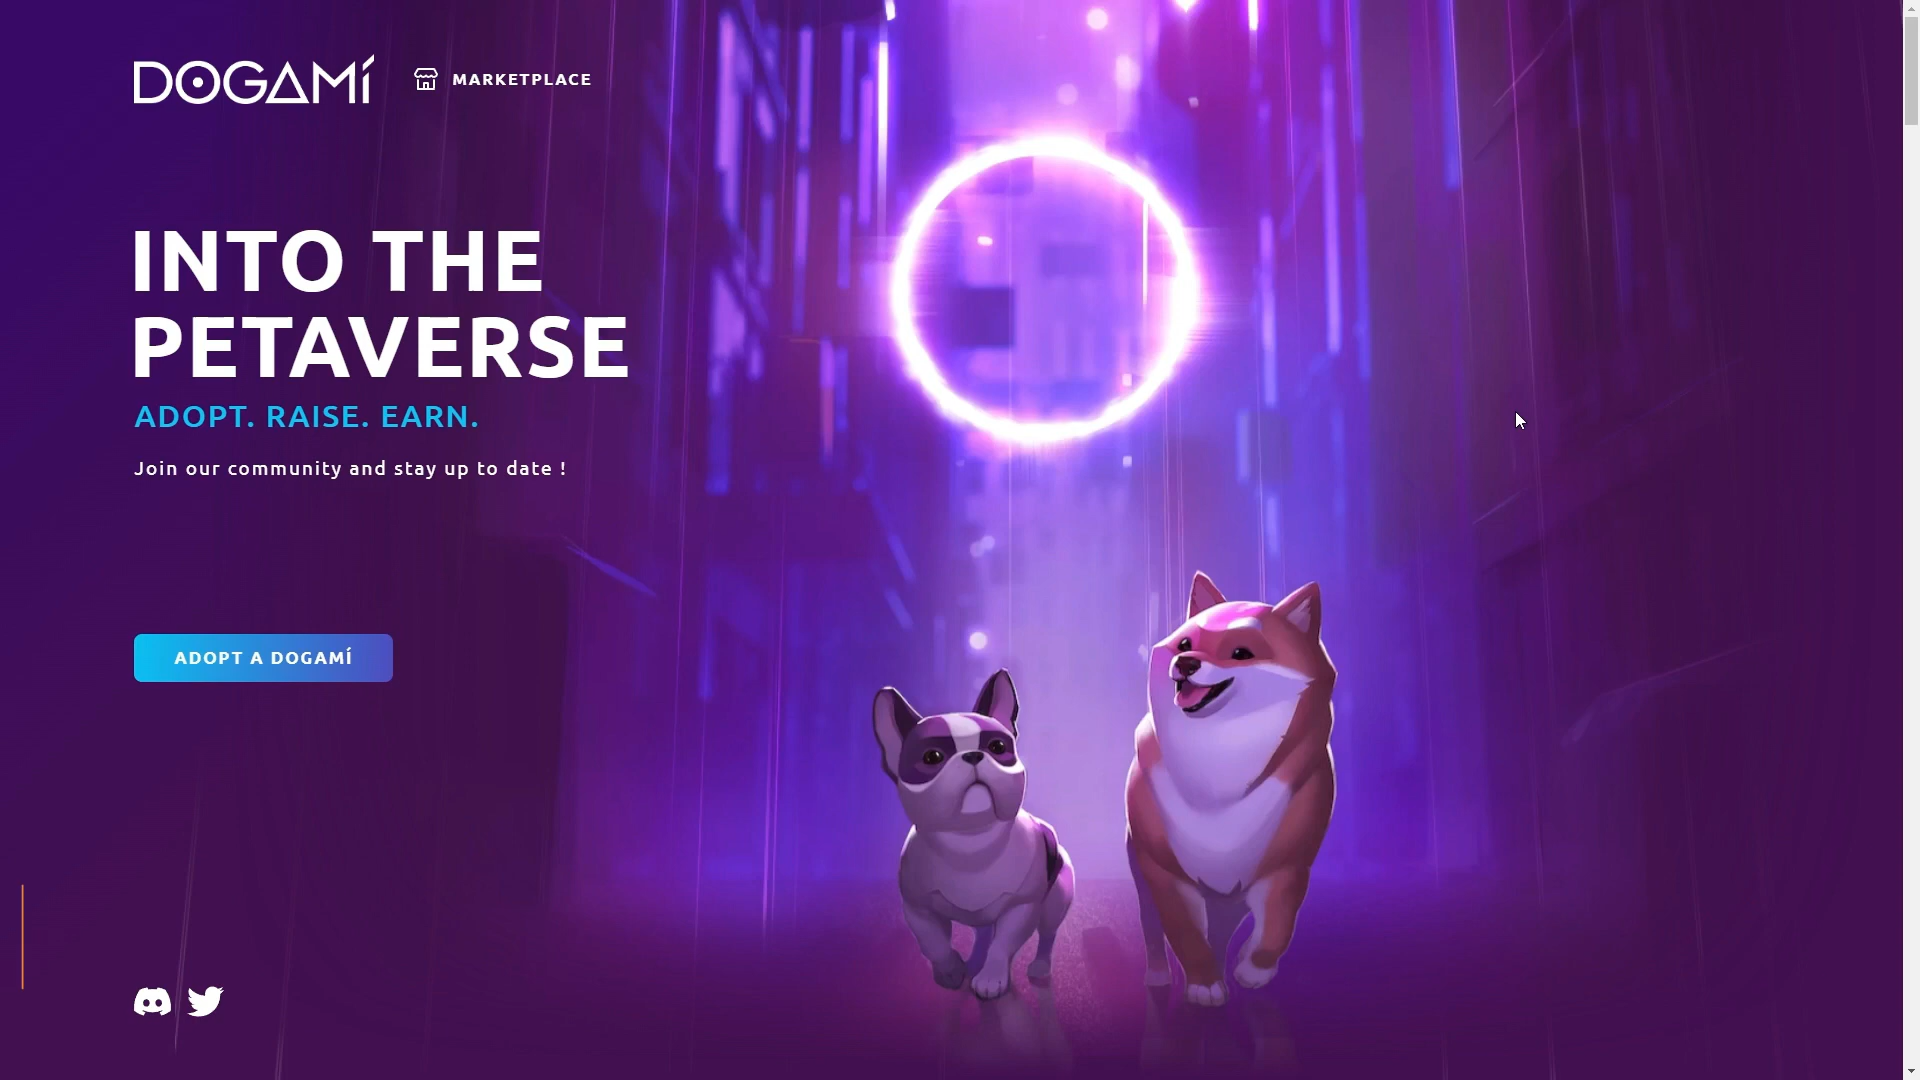 DOGAMÍ
MARKETPLACE
INTO THE
PETAVERSE
ADOPT. RAISE. EARN.
Join our community and stay up to date !
ADOPT A DOGAMÍ